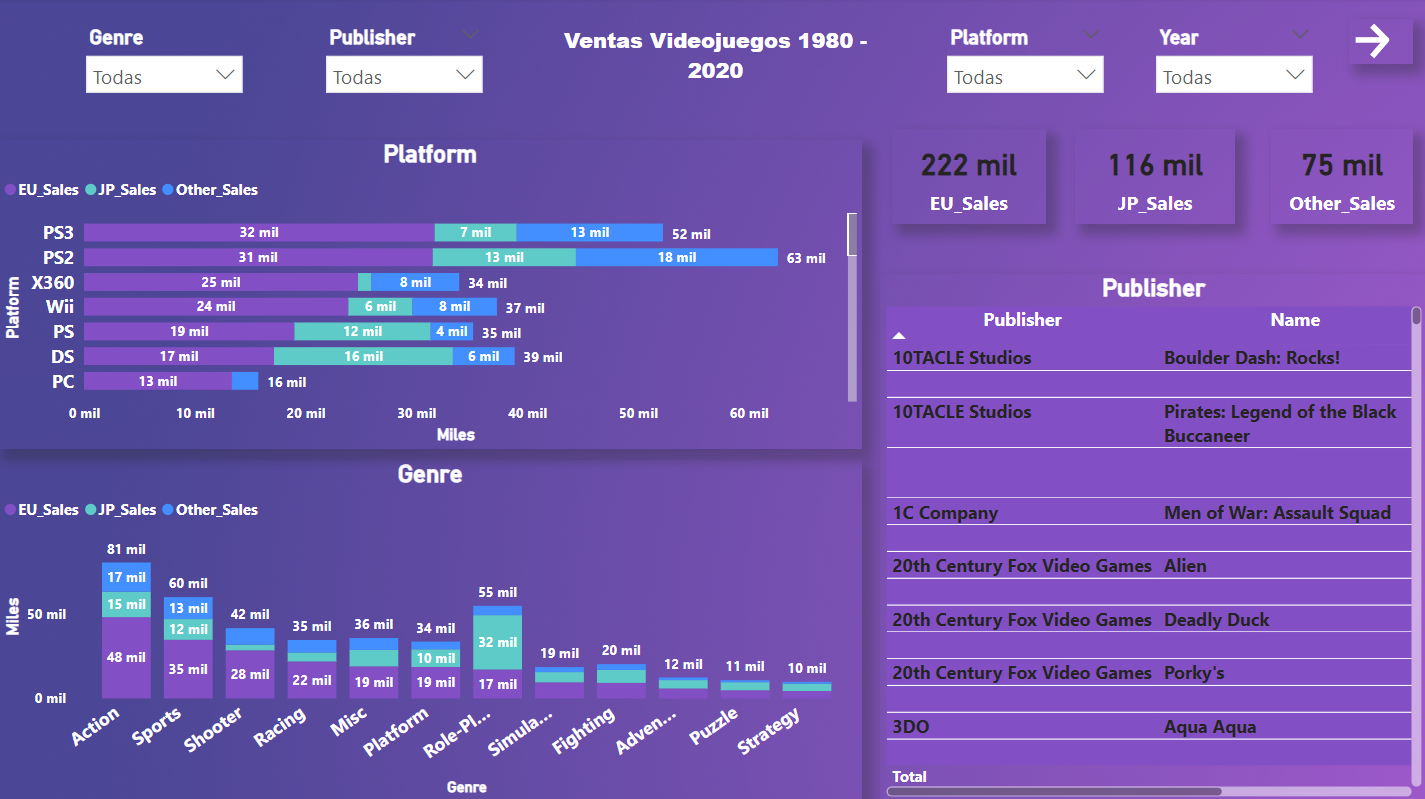 Genre
Todas
Publisher
Todas
Ventas Videojuegos 1980 -
2020
Platform
Todas
Year
Todas
222 mil
EU_Sales
116 mil
JP_Sales
75 mil
Other_Sales
Platform
EU_Sales JP_Sales Other_Sales
Platform
PS3 32 mil 7 mil 13 mil 52 mil
PS2 31 mil 13 mil 18 mil 63 mil
X360 25 mil 8 mil 34 mil
Wii 24 mil 6 mil 8 mil 37 mil
PS 19 mil 12 mil 4 mil 35 mil
DS 17 mil 16 mil 6 mil 39 mil
PC 13 mil 16 mil
0 mil 10 mil 20 mil 30 mil 40 mil 50 mil 60 mil
Miles
Genre
EU_Sales JP_Sales Other_Sales
Miles
50 mil
0 mil
81 mil
17 mil
15 mil
48 mil
60 mil
13 mil
12 mil
35 mil
42 mil
28 mil
35 mil
22 mil
36 mil
19 mil
34 mil
10 mil
19 mil
55 mil
32 mil
17 mil
19 mil
20 mil
12 mil
11 mil
10 mil
Action
Sports
Shooter
Racing
Misc
Platform
Role-Pl...
Simula...
Fighting
Adven...
Puzzle
Strategy
Genre
Publisher
Publisher Name
10TACLE Studios Boulder Dash: Rocks!
10TACLE Studios Pirates: Legend of the Black
Buccaneer
1C Company Men of War: Assault Squad
20th Century Fox Video Games Alien
20th Century Fox Video Games Deadly Duck
20th Century Fox Video Games Porky's
3DO Aqua Aqua
Total